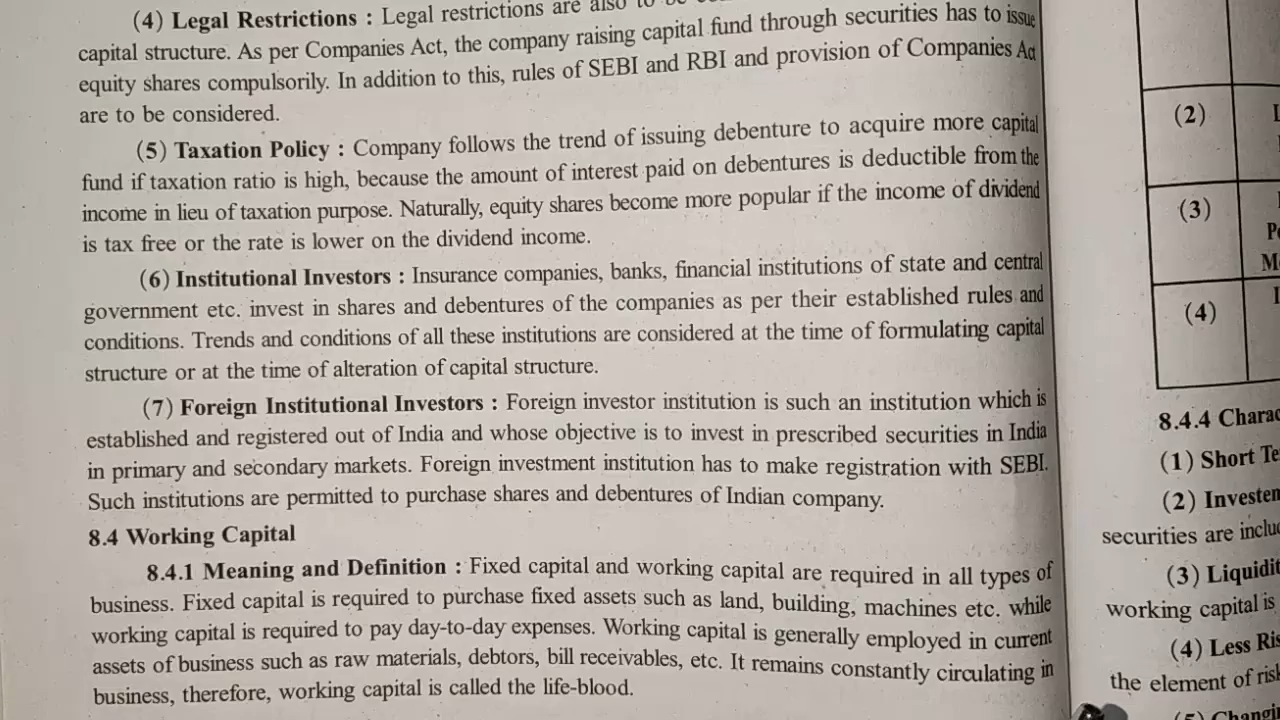 (4) Legal Restrictions : Legal restrictions are also to
capital structure. As per Companies Act, the company raising capital fund through securities has to issue
equity shares compulsorily. In addition to this, rules of SEBI and RBI and provision of Companies Act
are to be considered.
(5) Taxation Policy : Company follows the trend of issuing debenture to acquire more capital
fund if taxation ratio is high, because the amount of interest paid on debentures is deductible from the
income in lieu of taxation purpose. Naturally, equity shares become more popular if the income of dividend
is tax free or the rate is lower on the dividend income.
(6) Institutional Investors : Insurance companies, banks, financial institutions of state and central
government etc. invest in shares and debentures of the companies as per their established rules and
conditions. Trends and conditions of all these institutions are considered at the time of formulating capital
structure or at the time of alteration of capital structure.
(7) Foreign Institutional Investors : Foreign investor institution is such an institution which is
established and registered out of India and whose objective is to invest in prescribed securities in India
in primary and secondary markets. Foreign investment institution has to make registration with SEBI.
Such institutions are permitted to purchase shares and debentures of Indian company.
8.4 Working Capital
8.4.1 Meaning and Definition : Fixed capital and working capital are required in all types of
business. Fixed capital is required to purchase fixed assets such as land, building, machines etc. while
working capital is required to pay day-to-day expenses. Working capital is generally employed in current
assets of business such as raw materials, debtors, bill receivables, etc. It remains constantly circulating in
business, therefore, working capital is called the life-blood.
(2)
(3)
(4)
8.4.4 Charac
(1) Short Te
(2) Investem
securities are includ
(3) Liquidit
working capital is
(4) Less Ris
the element of risk
(5) Changin